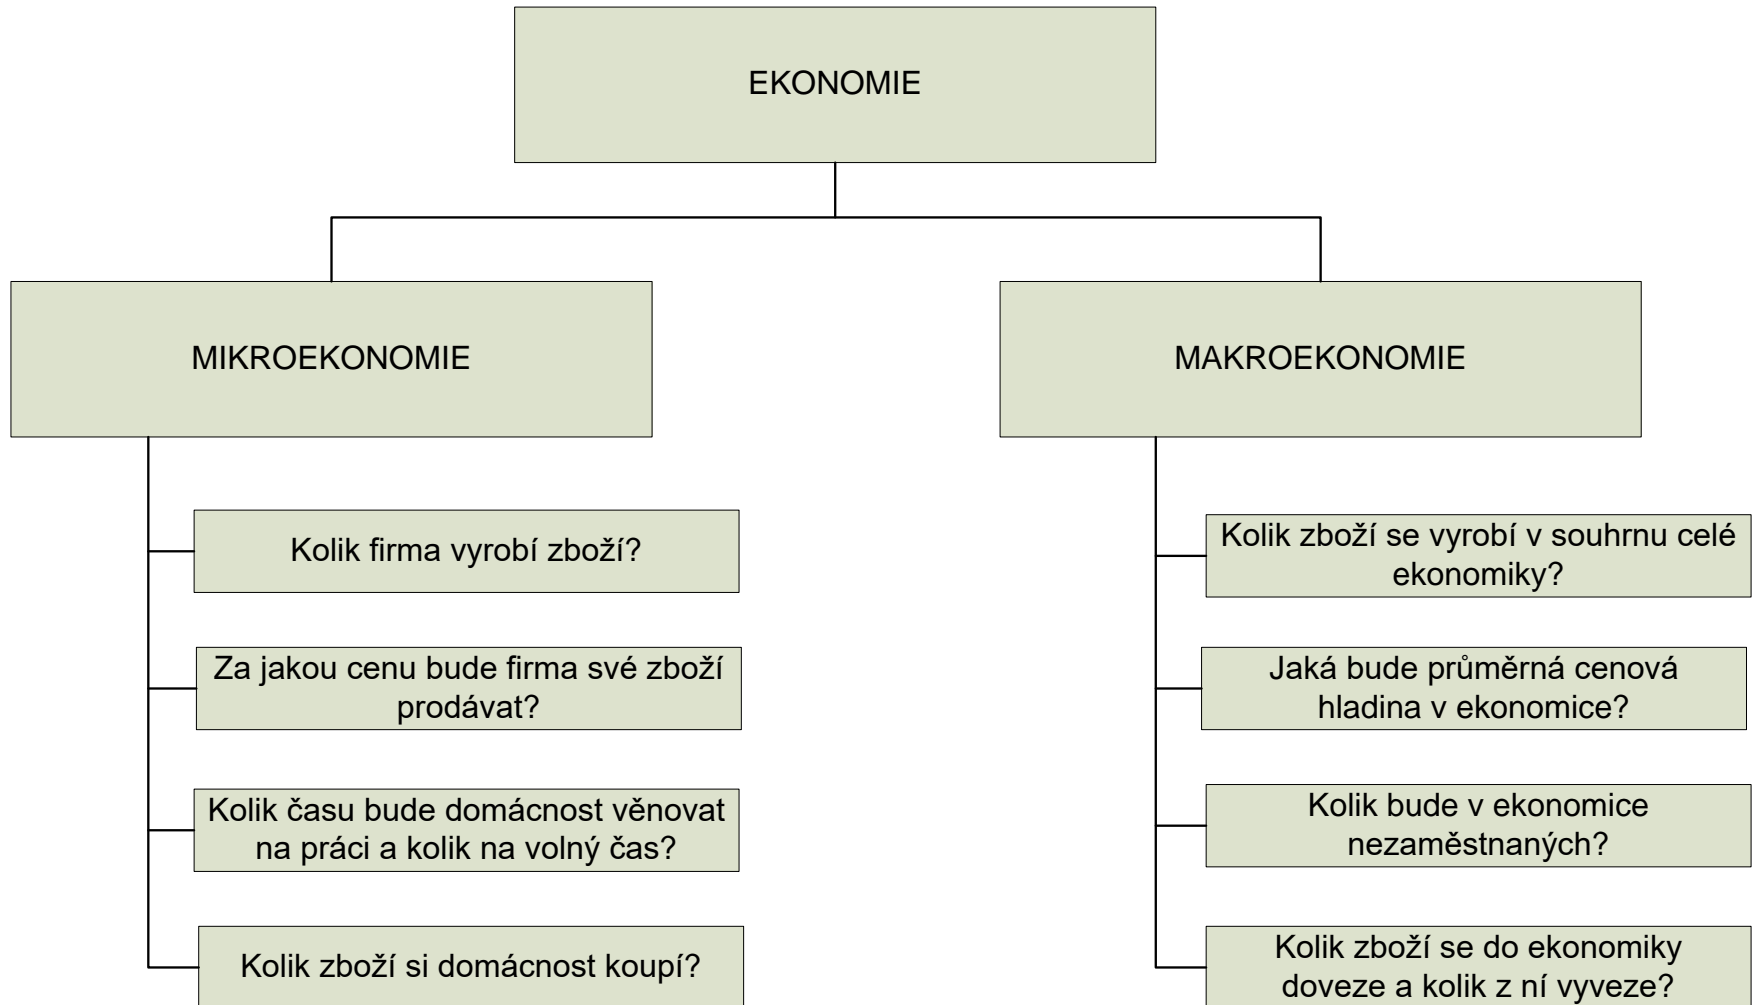 EKONOMIE
MIKROEKONOMIE
MAKROEKONOMIE
Kolik firma vyrobí zboží?
Za jakou cenu bude firma své zboží
prodávat?
Kolik času bude domácnost věnovat
na práci a kolik na volný čas?
Kolik zboží si domácnost koupí?
Kolik zboží se vyrobí v souhrnu celé
ekonomiky?
Jaká bude průměrná cenová
hladina v ekonomice?
Kolik bude v ekonomice
nezaměstnaných?
Kolik zboží se do ekonomiky
doveze a kolik z ní vyveze?